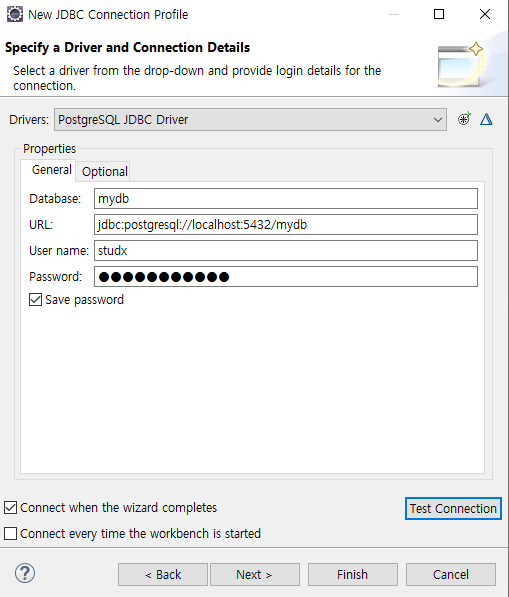 New JDBC Connection Profile
Specify a Driver and Connection Details
Select a driver from the drop-down and provide login details for the
connection.
Drivers: PostgreSQL JDBC Driver
Properties
General Optional
Database: mydb
URL: jdbc:postgresql://localhost:5432/mydb
User name: studx
Password: ●●●●●●●●●●●
Save password
Connect when the wizard completes
Test Connection
Connect every time the workbench is started
? < Back Next > Finish Cancel